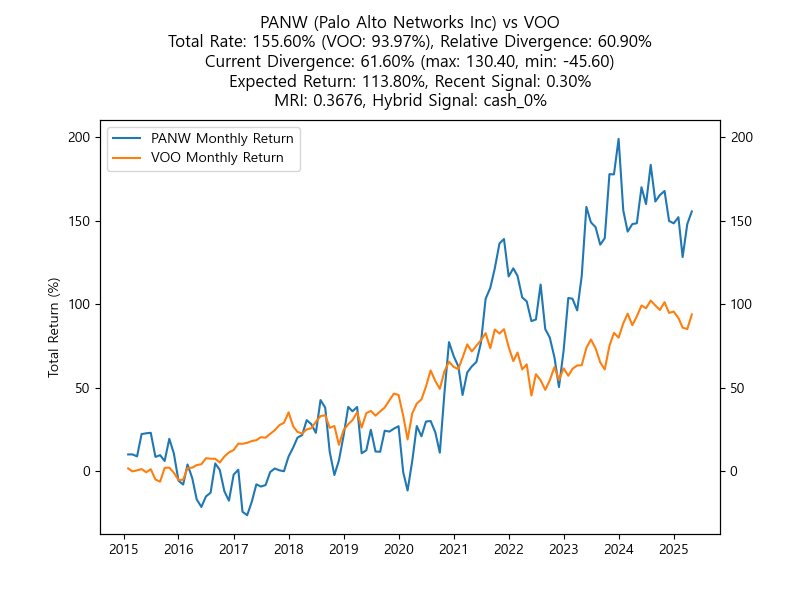 PANW (Palo Alto Networks Inc) vs VOO
Total Rate: 155.60% (VOO: 93.97%), Relative Divergence: 60.90%
Current Divergence: 61.60% (max: 130.40, min: -45.60)
Expected Return: 113.80%, Recent Signal: 0.30%
MRI: 0.3676, Hybrid Signal: cash_0%
PANW Monthly Return
VOO Monthly Return
Total Return (%)
200
150
100
50
0
200
150
100
50
0
2015 2016 2017 2018 2019 2020 2021 2022 2023 2024 2025